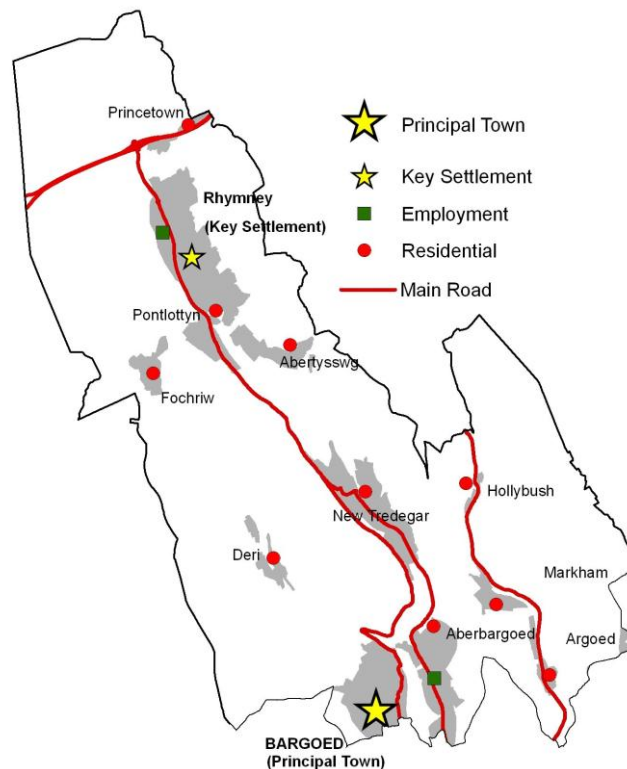 Princetown
Principal Town
Key Settlement
Rhymney
(Key Settlement)
Employment
Residential
Main Road
Pontlottyn
Abertysswg
Fochriw
Hollybush
New Tredegar
Deri
Markham
Aberbargoed
Argoed
BARGOED
(Principal Town)